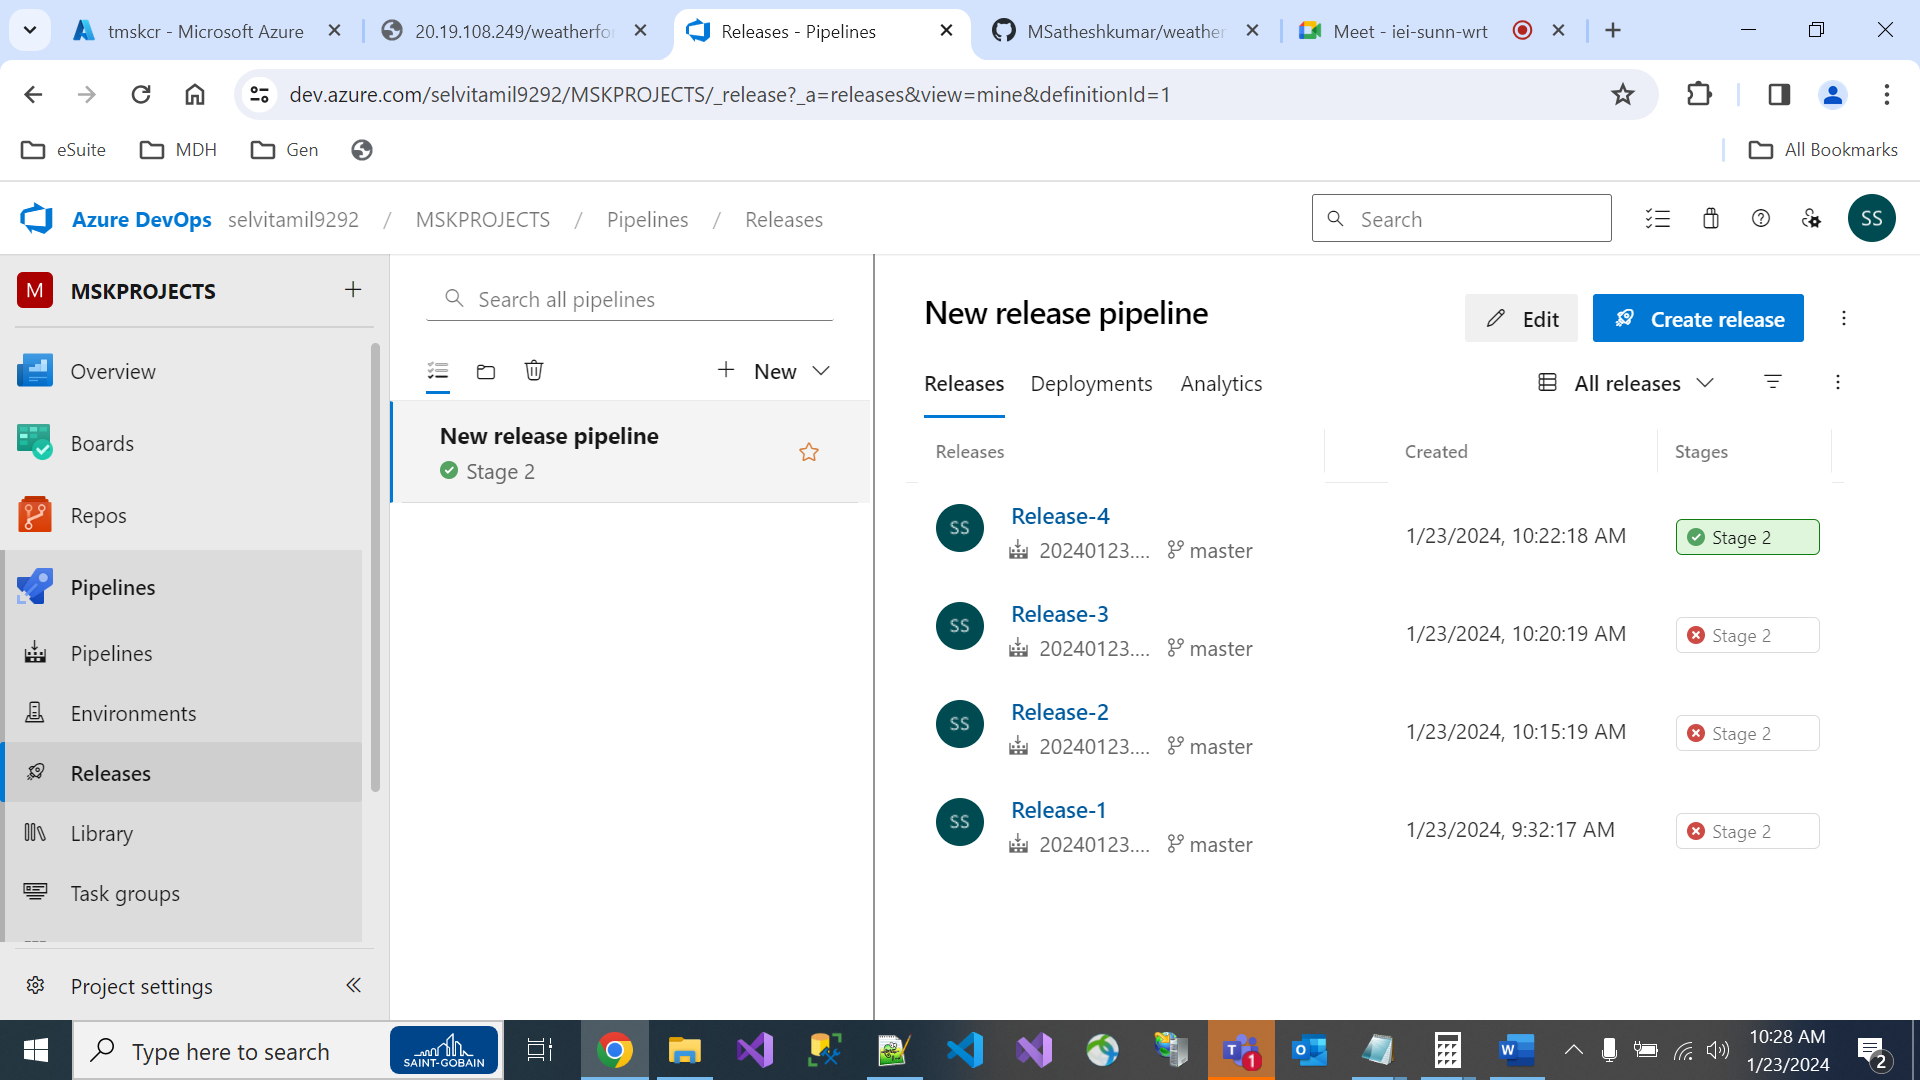 tmskcr - Microsoft Azure
20.19.108.249/weatherfor
Releases - Pipelines
MSatheshkumar/weather
Meet - iei-sunn-wrt
dev.azure.com/selvitamil9292/MSKPROJECTS/_release?_a=releases&view=mine&definitionId=1
eSuite
MDH
Gen
All Bookmarks
Azure DevOps
selvitamil9292 / MSKPROJECTS / Pipelines / Releases
Search
SS
M
MSKPROJECTS
Overview
Boards
Repos
Pipelines
Pipelines
Environments
Releases
Library
Task groups
Project settings
Search all pipelines
New
New release pipeline
Stage 2
New release pipeline
Edit
Create release
Releases
Deployments
Analytics
All releases
Releases
Created
Stages
SS
Release-4
20240123....
master
1/23/2024, 10:22:18 AM
Stage 2
SS
Release-3
20240123....
master
1/23/2024, 10:20:19 AM
Stage 2
SS
Release-2
20240123....
master
1/23/2024, 10:15:19 AM
Stage 2
SS
Release-1
20240123....
master
1/23/2024, 9:32:17 AM
Stage 2
Type here to search
SAINT-GOBAIN
1
10:28 AM
1/23/2024
2